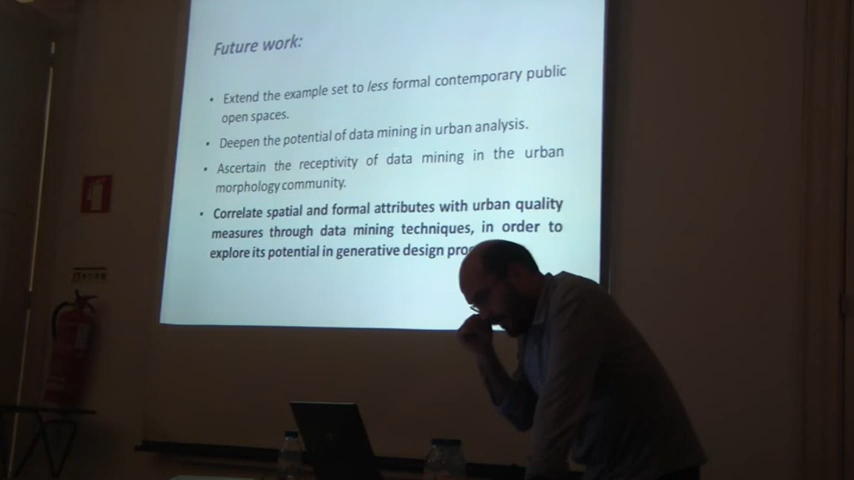 Future work:
• Extend the example set to less formal contemporary public
open spaces.
• Deepen the potential of data mining in urban analysis.
• Ascertain the receptivity of data mining in the urban
morphology community.
• Correlate spatial and formal attributes with urban quality
measures through data mining techniques, in order to
explore its potential in generative design